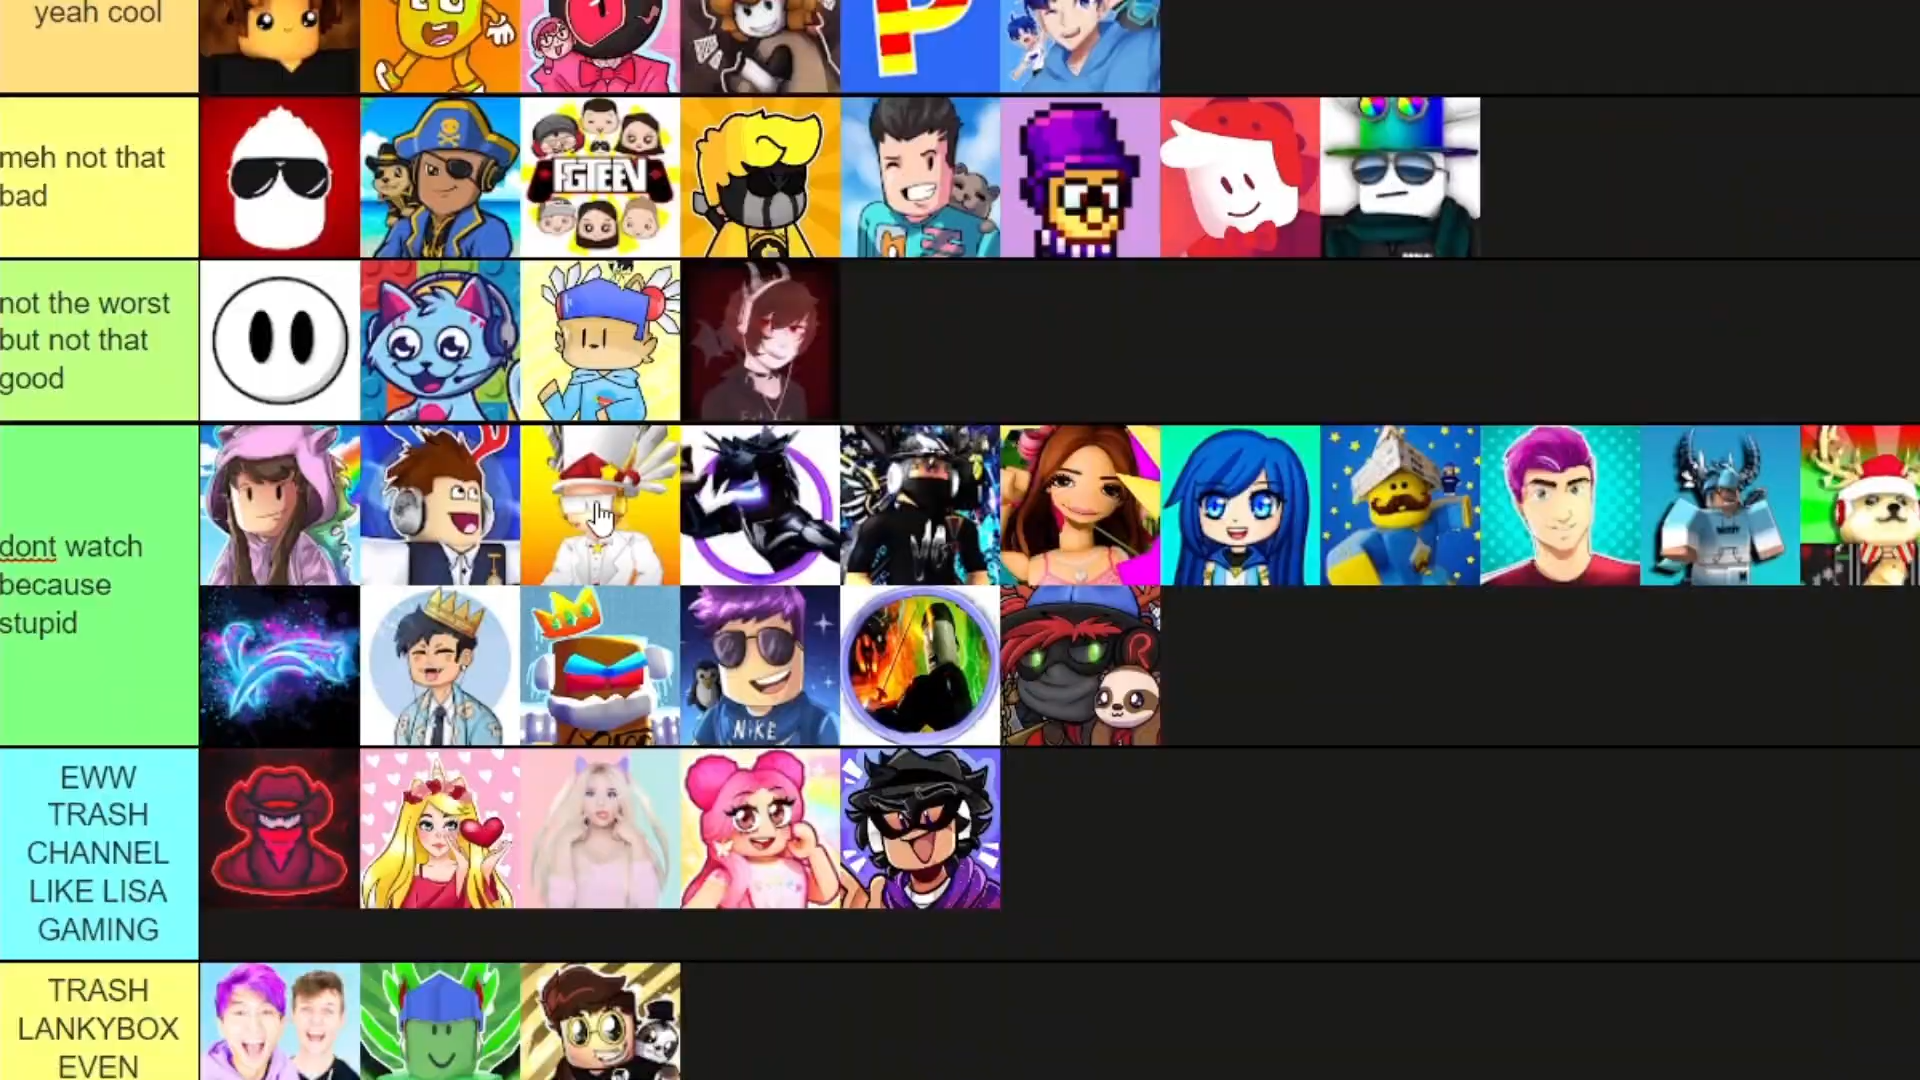 yeah cool
P
meh not that
bad
FGTEEV
not the worst
but not that
good
dont watch
because
stupid
NIKE
R
EWW
TRASH
CHANNEL
LIKE LISA
GAMING
TRASH
LANKYBOX
EVEN